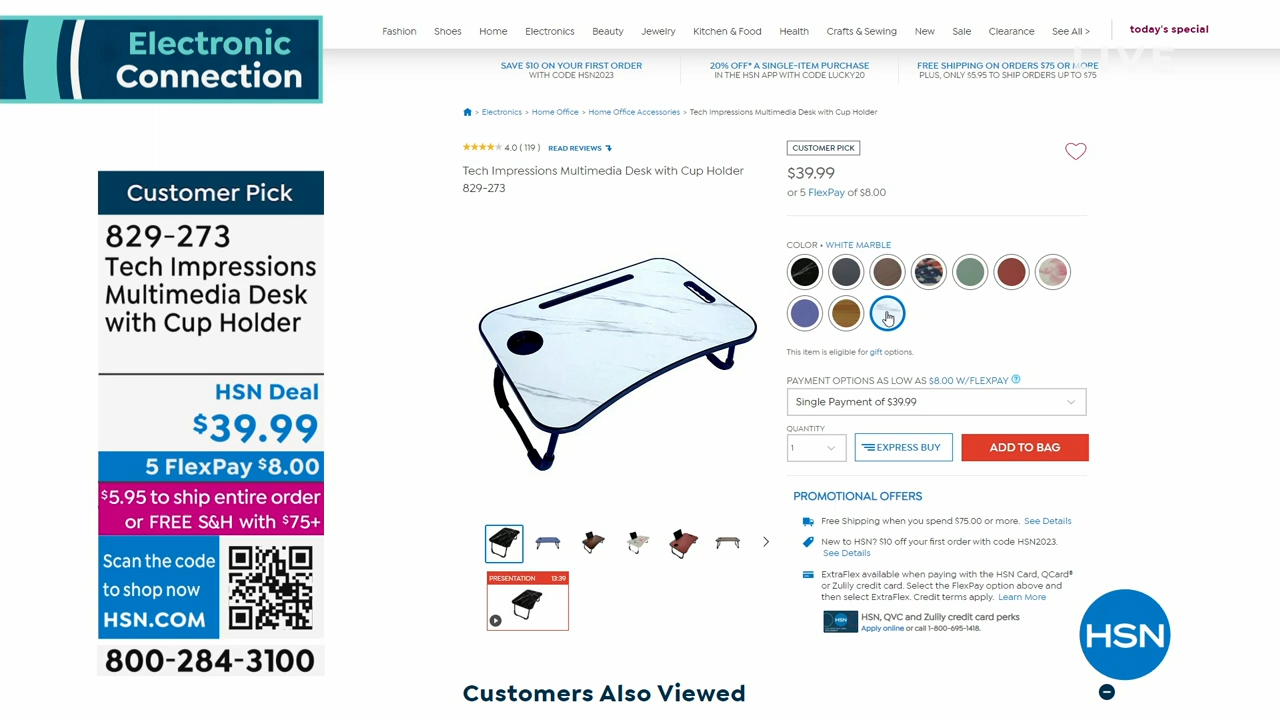 Electronic
Connection
Customer Pick
829-273
Tech Impressions
Multimedia Desk
with Cup Holder
HSN Deal
$39.99
5 FlexPay $8.00
$5.95 to ship entire order
or FREE S&H with $75+
Scan the code
to shop now
HSN.COM
800-284-3100
Fashion Shoes Home Electronics Beauty Jewelry Kitchen & Food Health Crafts & Sewing New Sale Clearance See All > today's special
LIVE
SAVE $10 ON YOUR FIRST ORDER
WITH CODE HSN2023
20% OFF* A SINGLE-ITEM PURCHASE
IN THE HSN APP WITH CODE LUCKY20
FREE SHIPPING ON ORDERS $75 OR MORE
PLUS, ONLY $5.95 TO SHIP ORDERS UP TO $75
> Electronics > Home Office > Home Office Accessories > Tech Impressions Multimedia Desk with Cup Holder
4.0 ( 119 ) READ REVIEWS
Tech Impressions Multimedia Desk with Cup Holder
829-273
CUSTOMER PICK
$39.99
or 5 FlexPay of $8.00
COLOR • WHITE MARBLE
This item is eligible for gift options.
PAYMENT OPTIONS AS LOW AS $8.00 W/FLEXPAY
Single Payment of $39.99
QUANTITY
1
EXPRESS BUY
ADD TO BAG
PROMOTIONAL OFFERS
Free Shipping when you spend $75.00 or more. See Details
New to HSN? $10 off your first order with code HSN2023.
See Details
ExtraFlex available when paying with the HSN Card, QCard®
or Zulily credit card. Select the FlexPay option above and
then select ExtraFlex. Credit terms apply. Learn More
HSN, QVC and Zulily credit card perks
Apply online or call 1-800-695-1418.
PRESENTATION 13:39
HSN
Customers Also Viewed